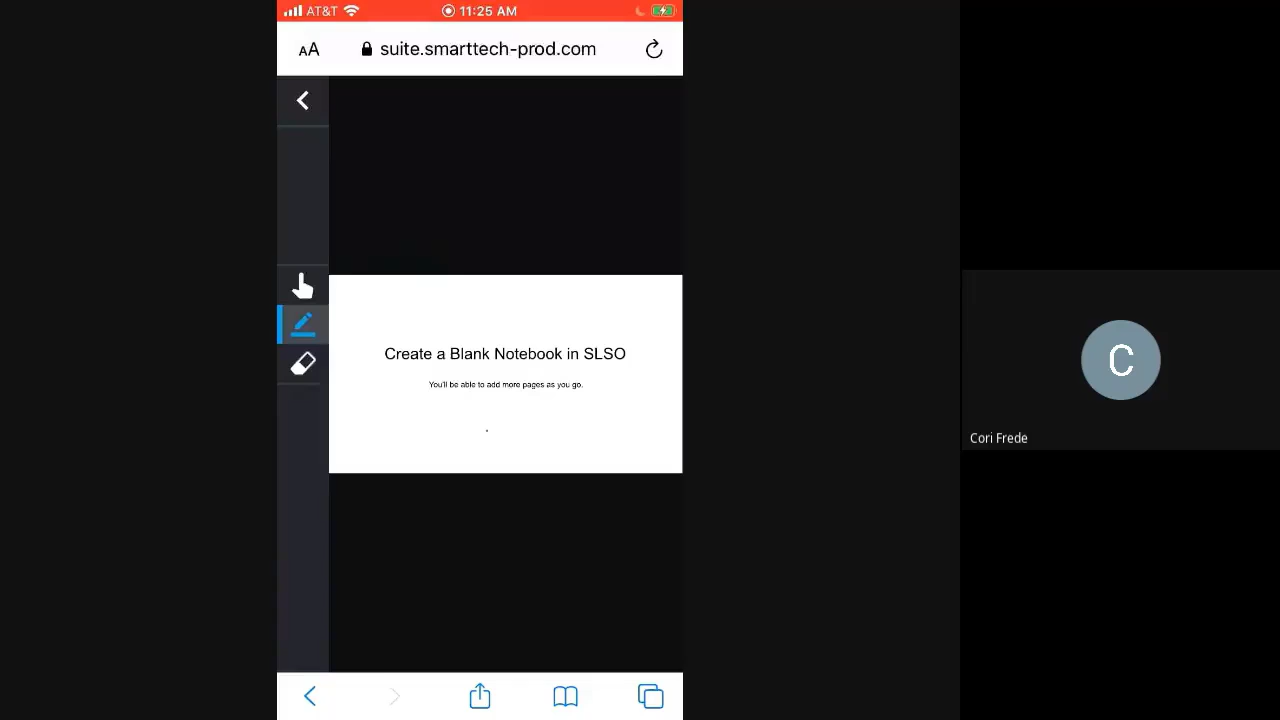 AT&T
11:25 AM
AA
suite.smarttech-prod.com
Create a Blank Notebook in SLSO
You'll be able to add more pages as you go.
C
Cori Frede